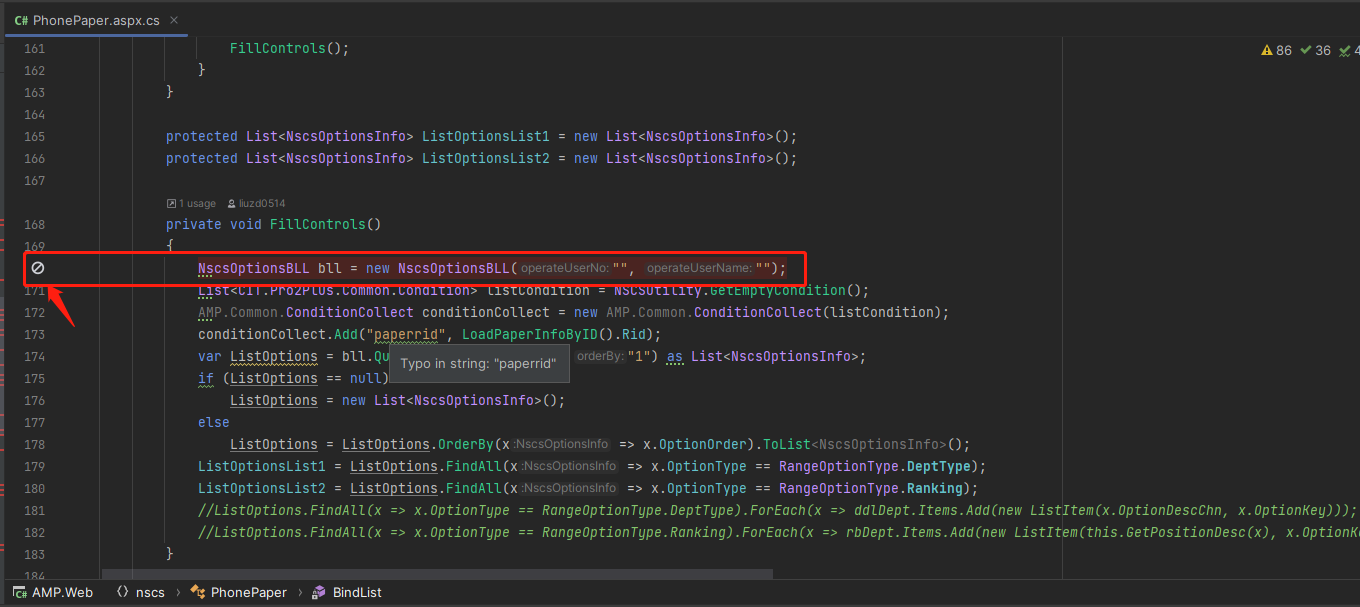 C# PhonePaper.aspx.cs ×
86 36 4
161 FillControls();
162 }
163 }
164
165 protected List<NscsOptionsInfo> ListOptionsList1 = new List<NscsOptionsInfo>();
166 protected List<NscsOptionsInfo> ListOptionsList2 = new List<NscsOptionsInfo>();
167
1 usage liuzd0514
168 private void FillControls()
169 {
NscsOptionsBLL bll = new NscsOptionsBLL( operateUserNo: "", operateUserName: "");
171 List<CIT.Pro2Plus.Common.Condition> listCondition = NSCSUtility.GetEmptyCondition();
172 AMP.Common.ConditionCollect conditionCollect = new AMP.Common.ConditionCollect(listCondition);
173 conditionCollect.Add("paperrid", LoadPaperInfoByID().Rid);
174 var ListOptions = bll.Qu orderBy: "1") as List<NscsOptionsInfo>;
Typo in string: "paperrid"
175 if (ListOptions == null)
176 ListOptions = new List<NscsOptionsInfo>();
177 else
178 ListOptions = ListOptions.OrderBy(x :NscsOptionsInfo => x.OptionOrder).ToList<NscsOptionsInfo>();
179 ListOptionsList1 = ListOptions.FindAll(x :NscsOptionsInfo => x.OptionType == RangeOptionType.DeptType);
180 ListOptionsList2 = ListOptions.FindAll(x :NscsOptionsInfo => x.OptionType == RangeOptionType.Ranking);
181 //ListOptions.FindAll(x => x.OptionType == RangeOptionType.DeptType).ForEach(x => ddlDept.Items.Add(new ListItem(x.OptionDescChn, x.OptionKey)));
182 //ListOptions.FindAll(x => x.OptionType == RangeOptionType.Ranking).ForEach(x => rbDept.Items.Add(new ListItem(this.GetPositionDesc(x), x.OptionK
183 }
184
C# AMP.Web <> nscs > PhonePaper > BindList